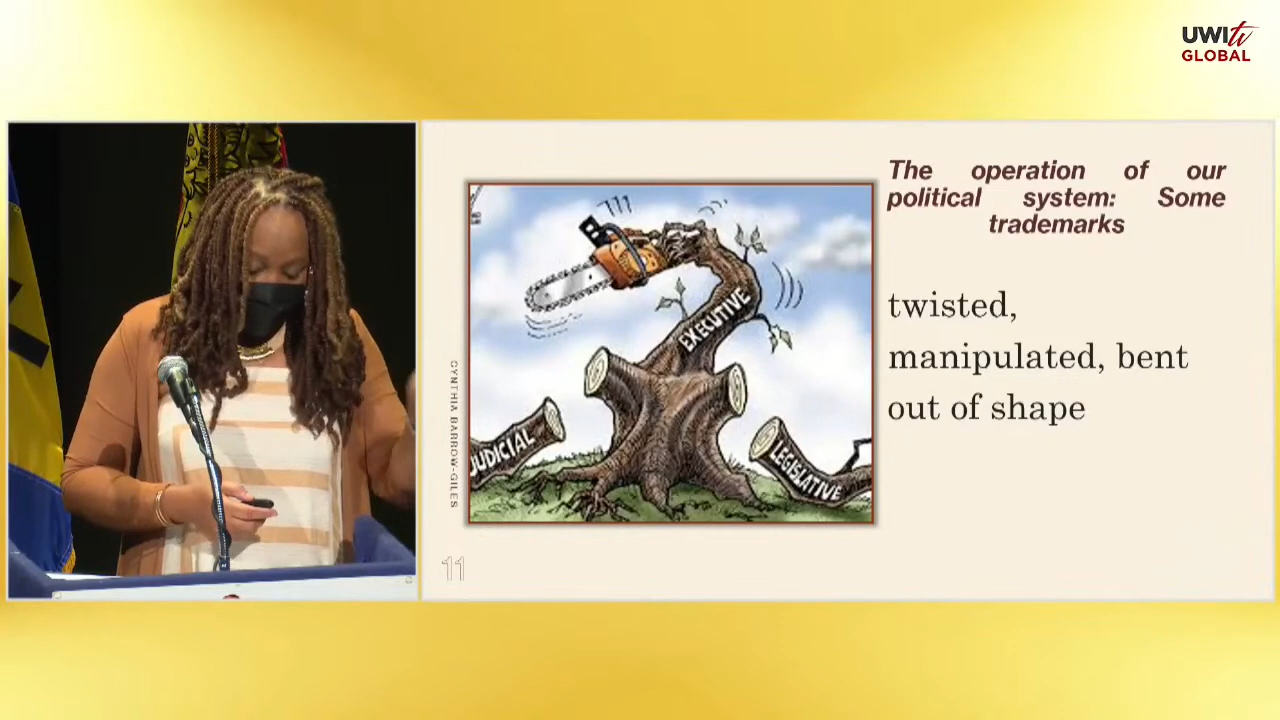 UWItv
GLOBAL
The operation of our
political system: Some
trademarks
twisted,
manipulated, bent
out of shape
EXECUTIVE
JUDICIAL
LEGISLATIVE
CYNTHIA BARROW-GILES
11